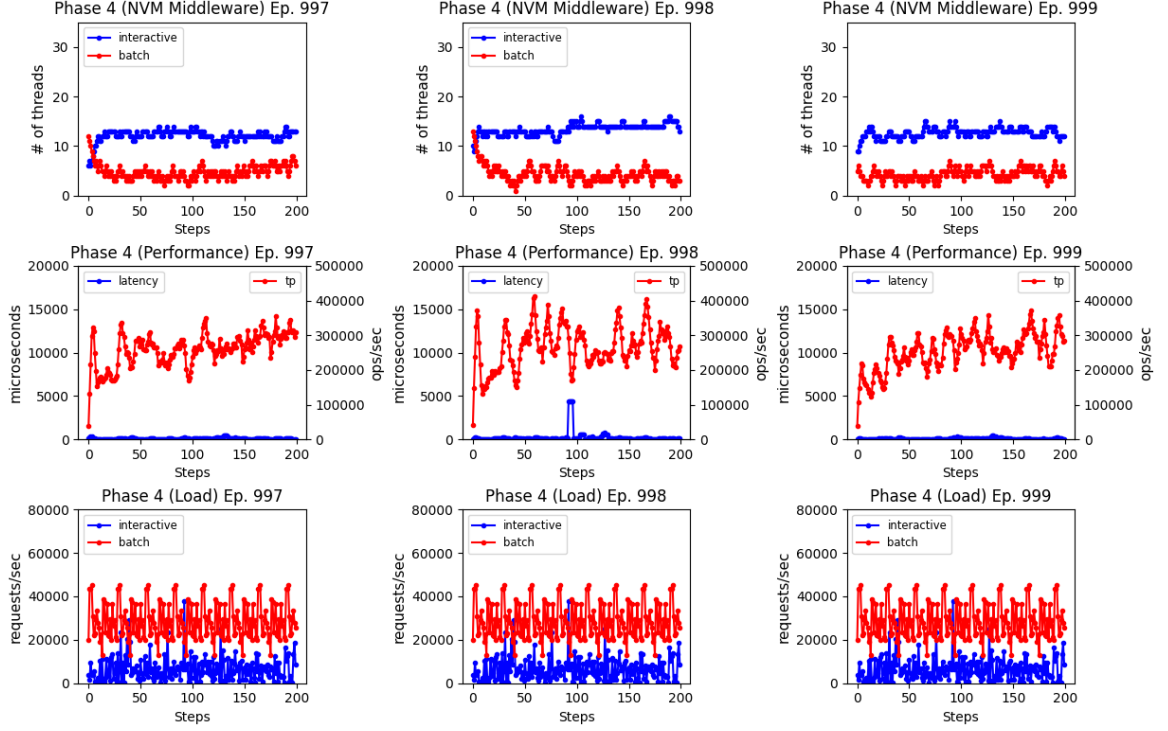 Phase 4 (NVM Middleware) Ep. 997
# of threads
30
20
10
0
interactive
batch
0 50 100 150 200
Steps
Phase 4 (NVM Middleware) Ep. 998
# of threads
30
20
10
0
interactive
batch
0 50 100 150 200
Steps
Phase 4 (NVM Middleware) Ep. 999
# of threads
30
20
10
0
0 50 100 150 200
Steps
Phase 4 (Performance) Ep. 997
microseconds
20000
15000
10000
5000
0
latency
tp
500000
400000
300000
200000
100000
0
ops/sec
0 50 100 150 200
Steps
Phase 4 (Performance) Ep. 998
microseconds
20000
15000
10000
5000
0
latency
tp
500000
400000
300000
200000
100000
0
ops/sec
0 50 100 150 200
Steps
Phase 4 (Performance) Ep. 999
microseconds
20000
15000
10000
5000
0
latency
tp
500000
400000
300000
200000
100000
0
ops/sec
0 50 100 150 200
Steps
Phase 4 (Load) Ep. 997
requests/sec
80000
60000
40000
20000
0
interactive
batch
0 50 100 150 200
Steps
Phase 4 (Load) Ep. 998
requests/sec
80000
60000
40000
20000
0
interactive
batch
0 50 100 150 200
Steps
Phase 4 (Load) Ep. 999
requests/sec
80000
60000
40000
20000
0
interactive
batch
0 50 100 150 200
Steps